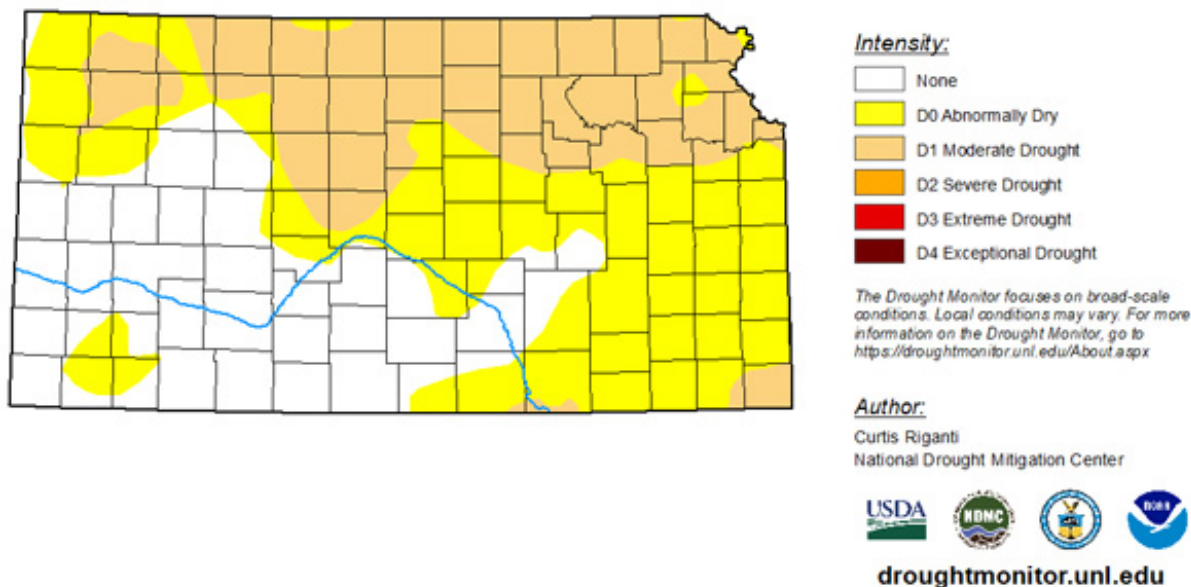 Intensity:
None
D0 Abnormally Dry
D1 Moderate Drought
D2 Severe Drought
D3 Extreme Drought
D4 Exceptional Drought
The Drought Monitor focuses on broad-scale
conditions. Local conditions may vary. For more
information on the Drought Monitor, go to
https://droughtmonitor.unl.edu/About.aspx
Author:
Curtis Riganti
National Drought Mitigation Center
USDA
NDMC
NOAA
droughtmonitor.unl.edu